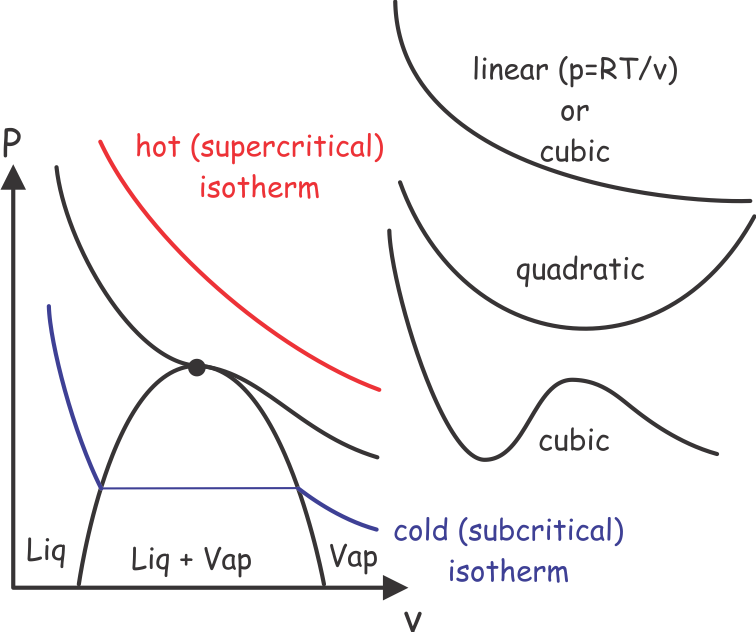 linear (p=RT/v)
or
cubic
P
hot (supercritical)
isotherm
quadratic
cubic
cold (subcritical)
isotherm
Liq
Liq + Vap
Vap
v